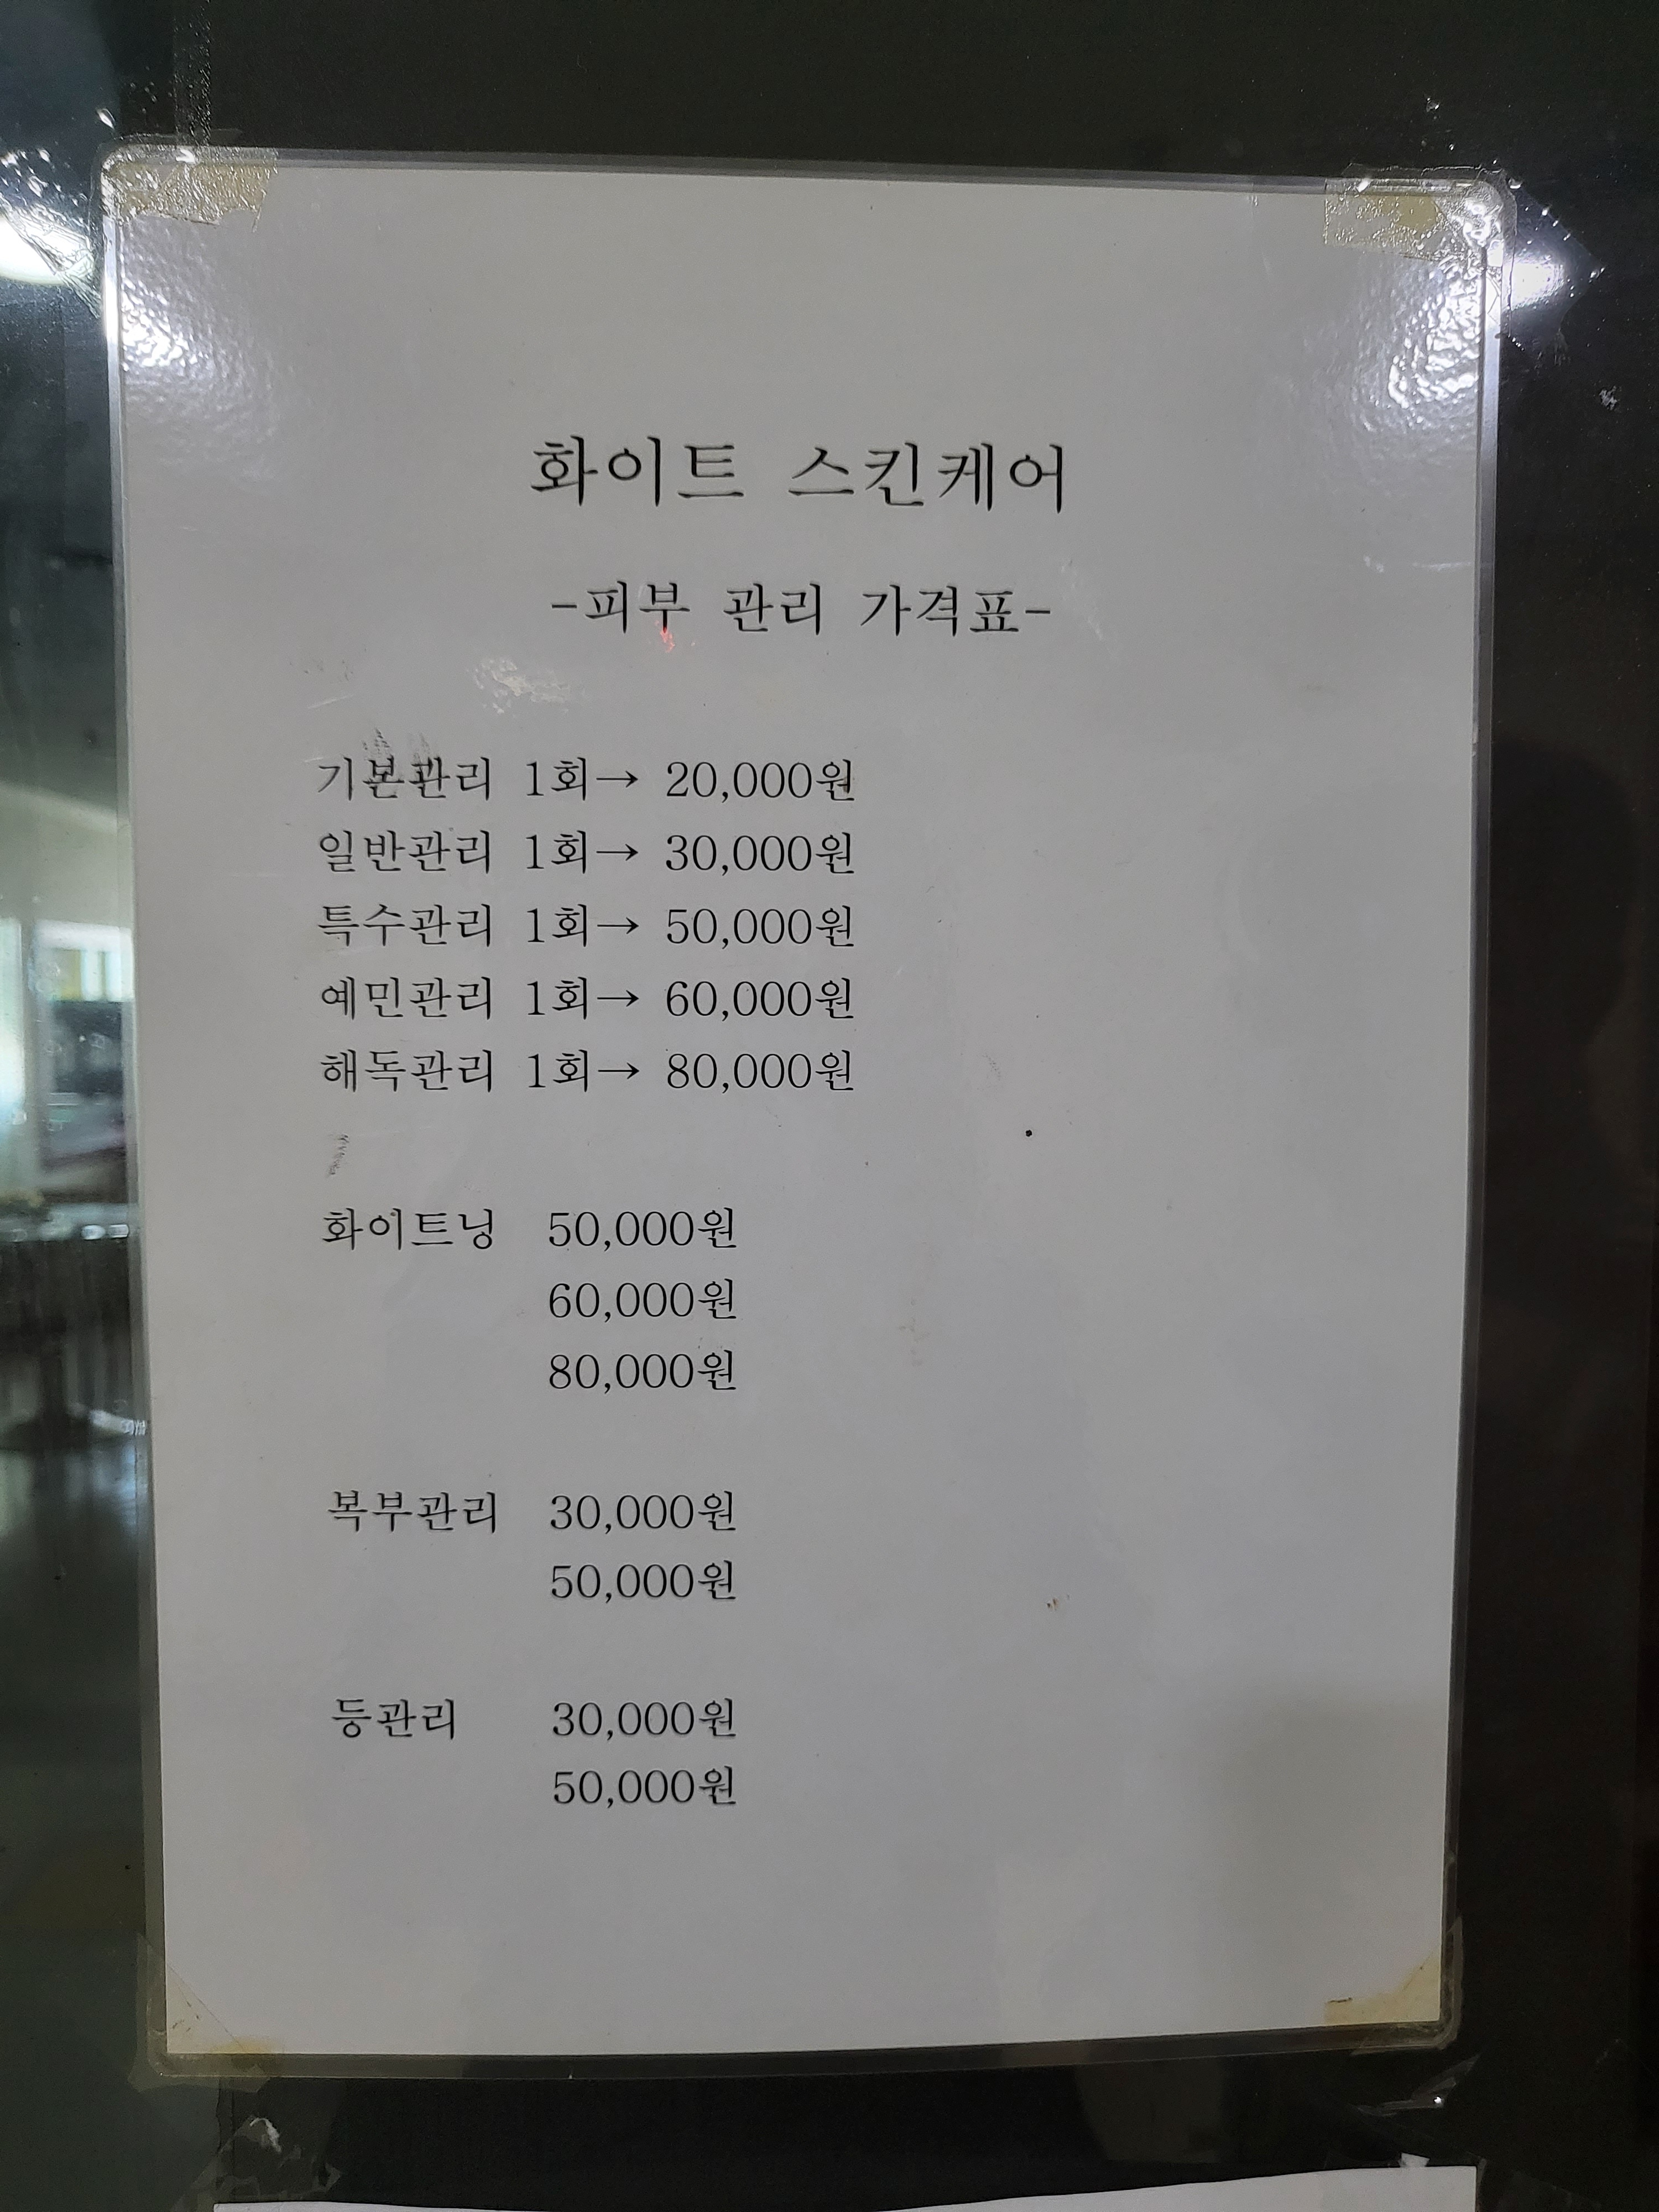 화이트 스킨케어
-피부 관리 가격표-
기본관리 1회→ 20,000원
일반관리 1회→ 30,000원
특수관리 1회→ 50,000원
예민관리 1회→ 60,000원
해독관리 1회→ 80,000원
화이트닝 50,000원
60,000원
80,000원
복부관리 30,000원
50,000원
등관리 30,000원
50,000원